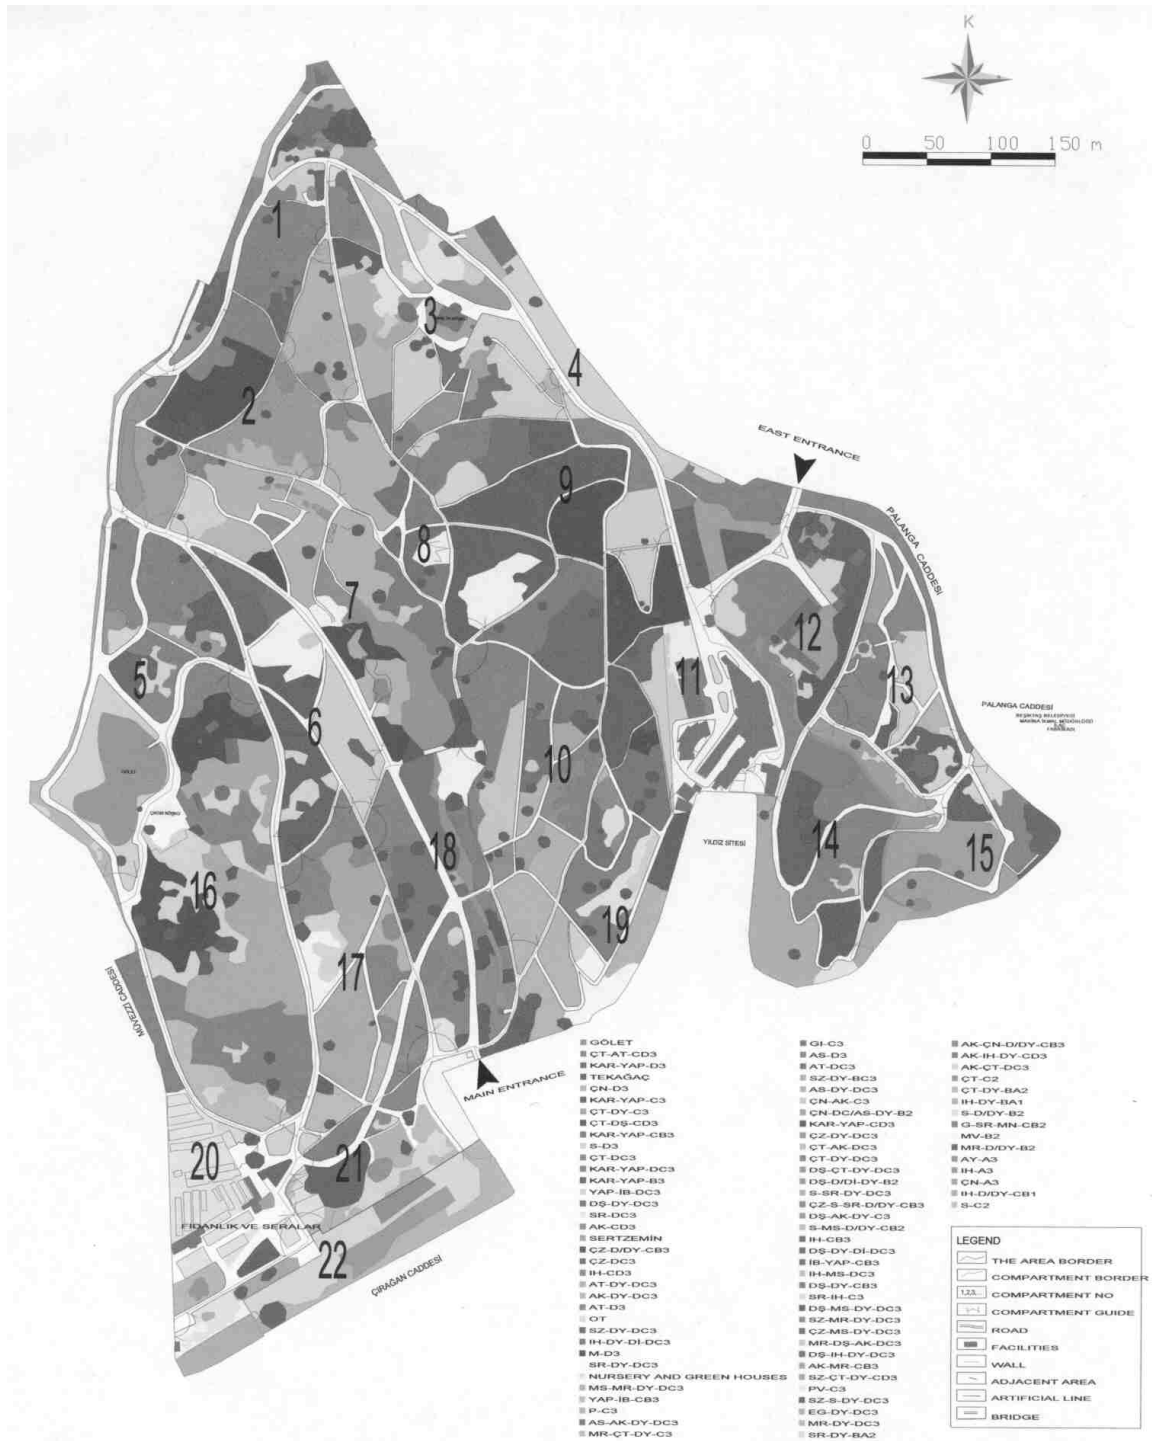 K
0 50 100 150 m
1
3
4
2
EAST ENTRANCE
9
PALANGA CADDESİ
8
7
12
5
11
13
6
PALANGA CADDESİ
BEŞİKTAŞ BELEDİYESİ
10
18
14
YILDIZ SİTESİ
15
16
19
17
MÜVEZZİ CADDESİ
MAIN ENTRANCE
20
21
FİDANLIK VE SERALAR
22
ÇIRAĞAN CADDESİ
GÖLET
ÇT-AT-CD3
KAR-YAP-D3
TEKAĞAÇ
ÇN-D3
KAR-YAP-C3
ÇT-DY-C3
ÇT-DŞ-CD3
KAR-YAP-CB3
S-D3
ÇT-DC3
KAR-YAP-DC3
KAR-YAP-B3
YAP-İB-DC3
DŞ-DY-DC3
SR-DC3
AK-CD3
SERTZEMİN
ÇZ-D/DY-CB3
ÇZ-DC3
IH-CD3
AT-DY-DC3
AK-DY-DC3
AT-D3
OT
SZ-DY-DC3
IH-DY-DI-DC3
M-D3
SR-DY-DC3
NURSERY AND GREEN HOUSES
MS-MR-DY-DC3
YAP-İB-CB3
P-C3
AS-AK-DY-DC3
MR-ÇT-DY-C3
GI-C3
AS-D3
AT-DC3
SZ-DY-BC3
AS-DY-DC3
ÇN-AK-C3
ÇN-DC/AS-DY-B2
KAR-YAP-CD3
ÇZ-DY-DC3
ÇT-AK-DC3
ÇT-DY-DC3
DŞ-ÇT-DY-DC3
DŞ-D/Dİ-DY-B2
S-SR-DY-DC3
ÇZ-S-SR-D/DY-CB3
DŞ-AK-DY-C3
S-MS-D/DY-CB2
IH-CB3
DŞ-DY-Dİ-DC3
İB-YAP-CB3
IH-MS-DC3
DŞ-DY-CB3
SR-IH-C3
DŞ-MS-DY-DC3
SZ-MR-DY-DC3
ÇZ-MS-DY-DC3
MR-DŞ-AK-DC3
DŞ-IH-DY-DC3
AK-MR-CB3
SZ-ÇT-DY-CD3
PV-C3
SZ-S-DY-DC3
EG-DY-DC3
MR-DY-DC3
SR-DY-BA2
AK-ÇN-D/DY-CB3
AK-IH-DY-CD3
AK-ÇT-DC3
ÇT-C2
ÇT-DY-BA2
IH-DY-BA1
S-D/DY-B2
G-SR-MN-CB2
MV-B2
MR-D/DY-B2
AY-A3
IH-A3
ÇN-A3
IH-D/DY-CB1
S-C2
LEGEND
THE AREA BORDER
COMPARTMENT BORDER
1,2,3,... COMPARTMENT NO
COMPARTMENT GUIDE
ROAD
FACILITIES
WALL
ADJACENT AREA
ARTIFICIAL LINE
BRIDGE